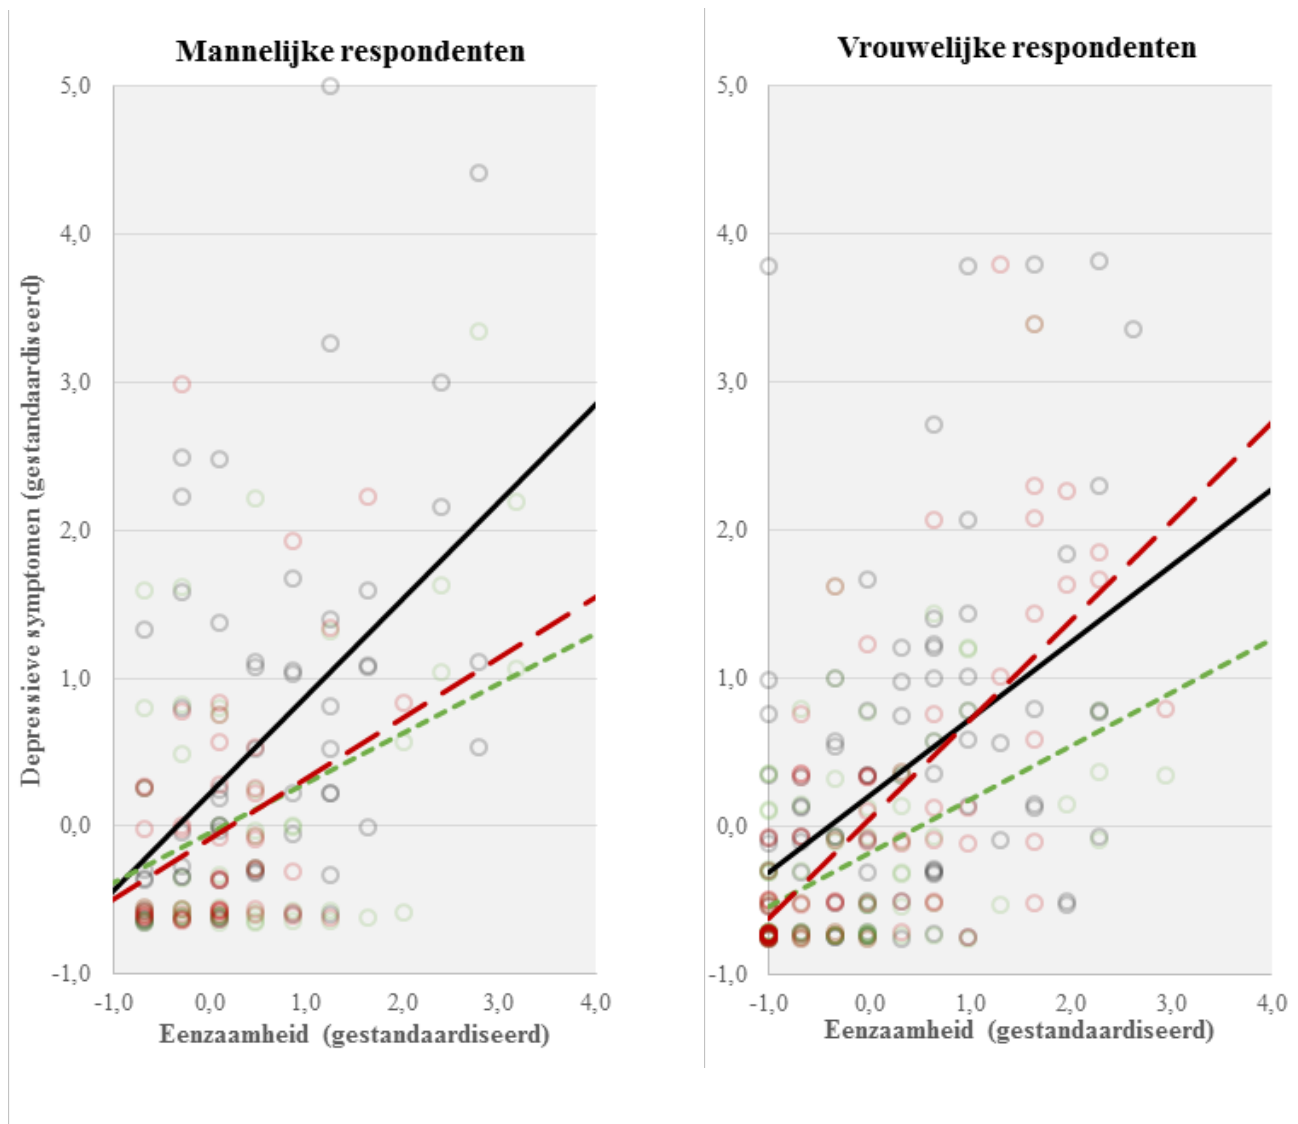 Mannelijke respondenten
5,0
4,0
3,0
2,0
1,0
0,0
-1,0
-1,0 0,0 1,0 2,0 3,0 4,0
Eenzaamheid (gestandaardiseerd)
Depressieve symptomen (gestandaardiseerd)
Vrouwelijke respondenten
5,0
4,0
3,0
2,0
1,0
0,0
-1,0
-1,0 0,0 1,0 2,0 3,0 4,0
Eenzaamheid (gestandaardiseerd)